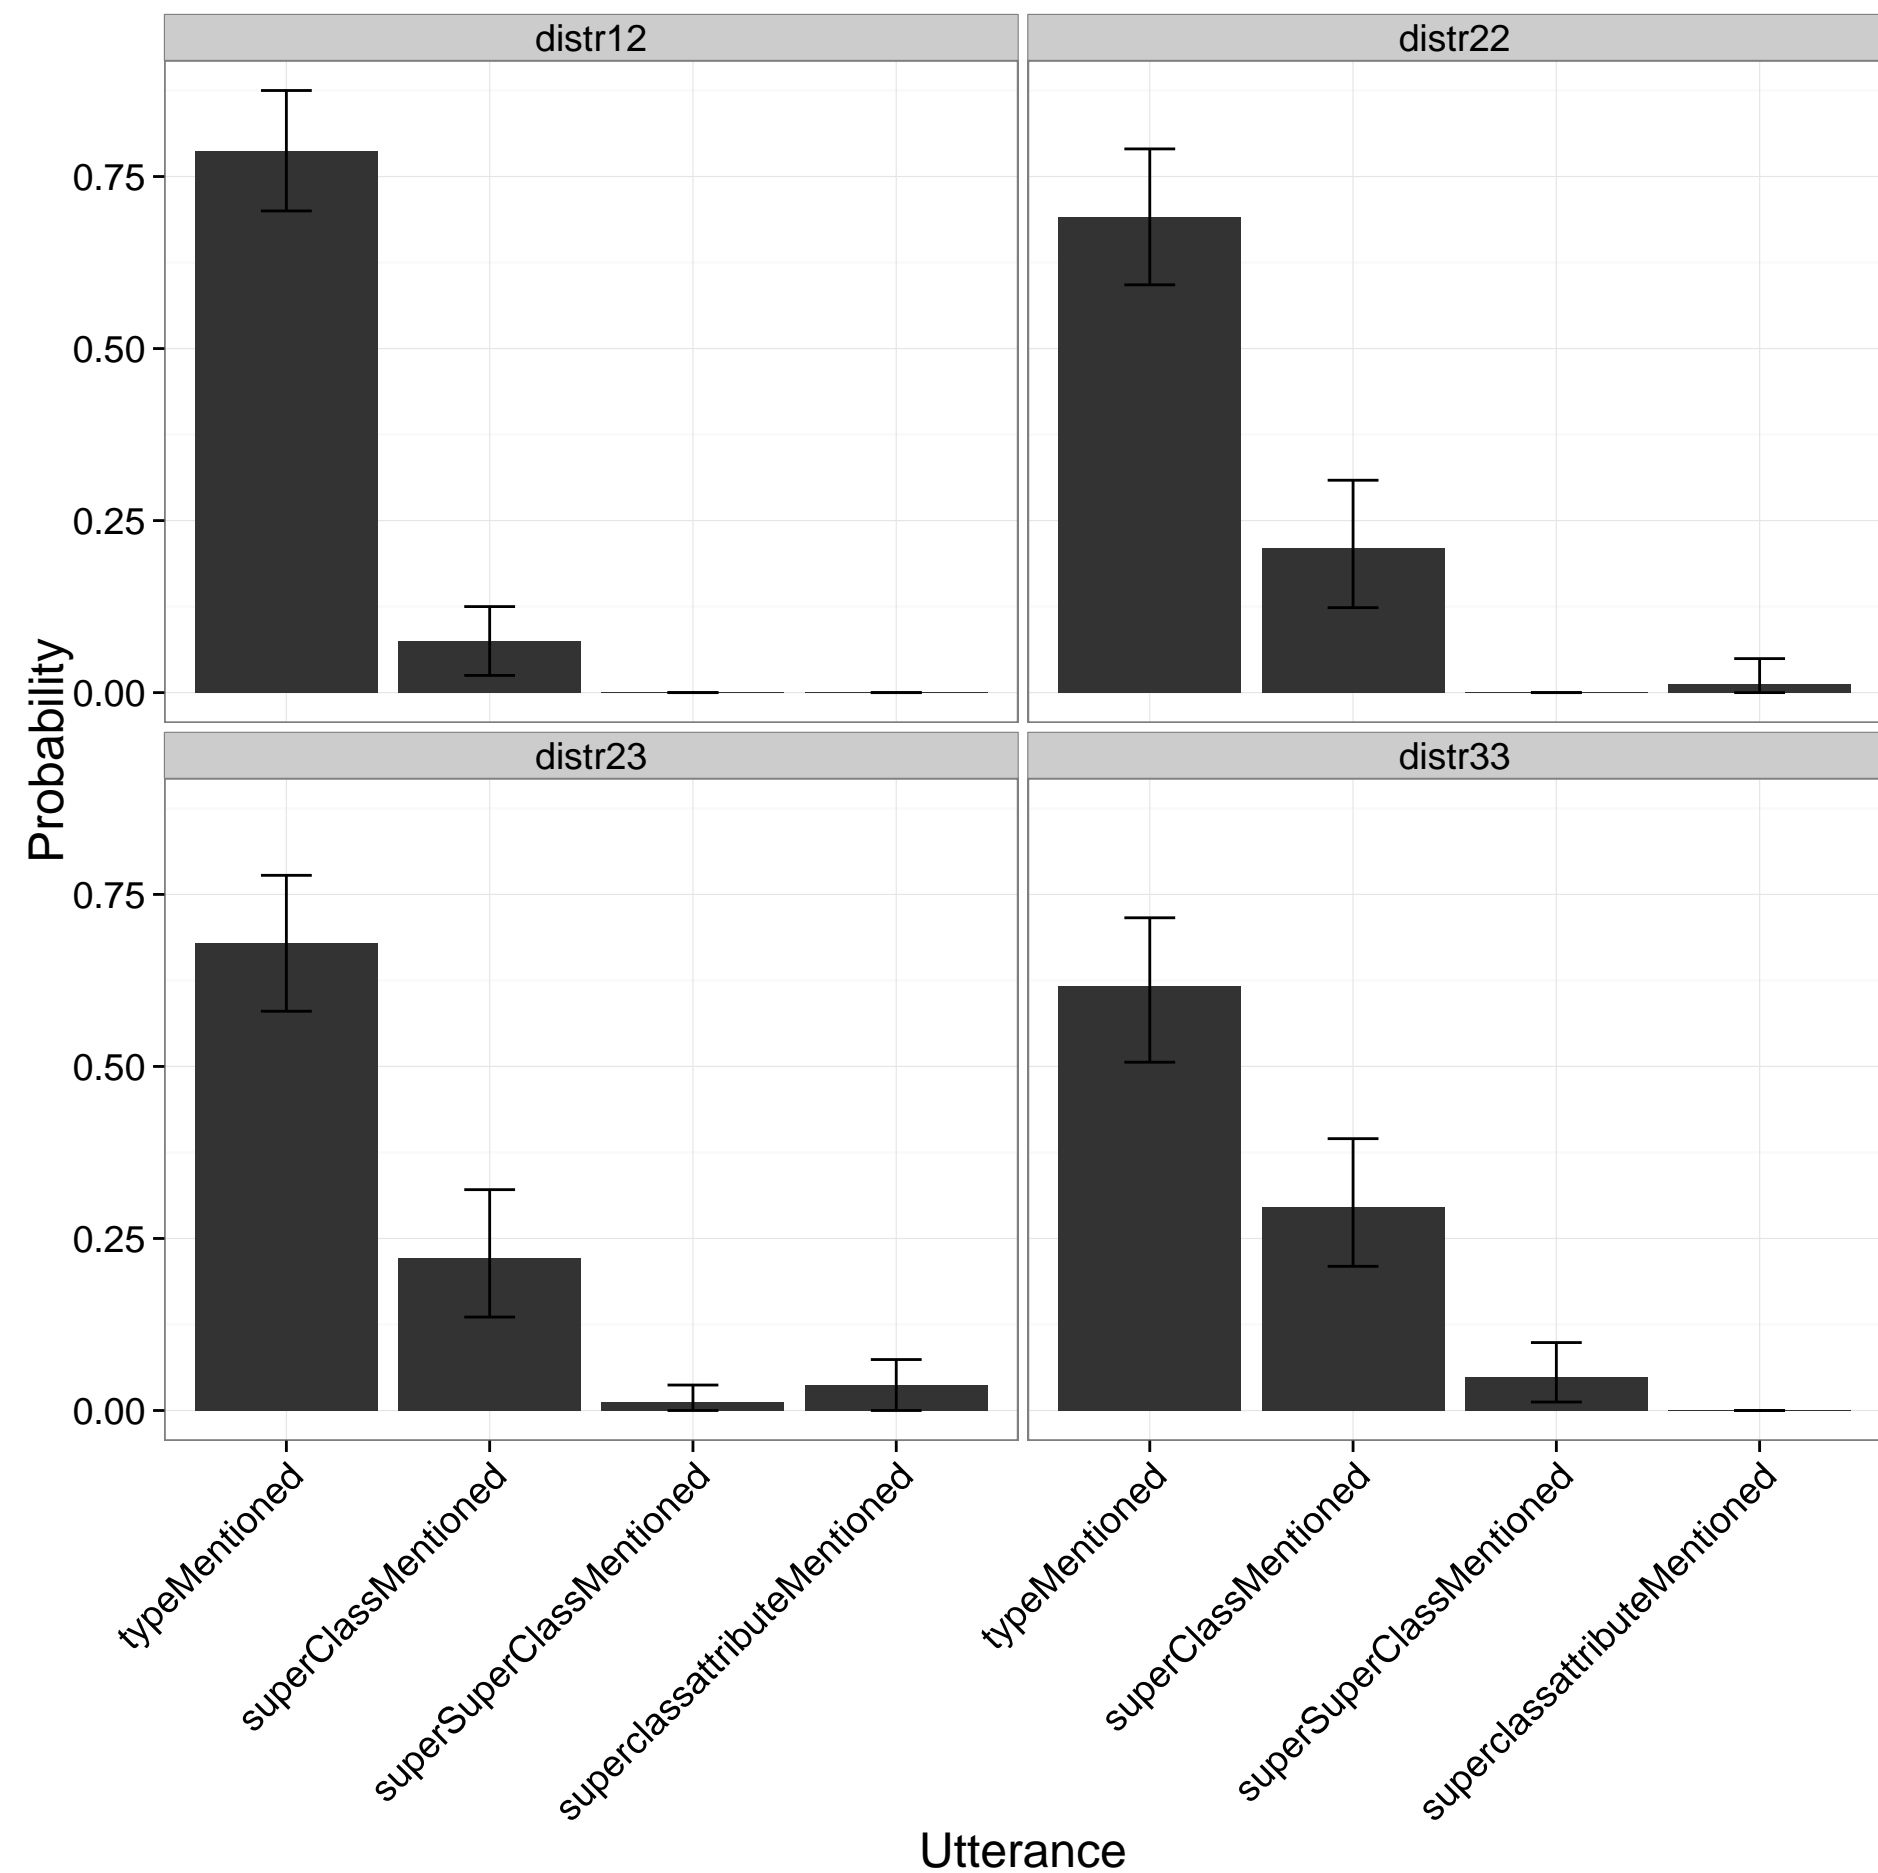 distr12
distr22
0.75
0.50
0.25
0.00
Probability
distr23
distr33
0.75
0.50
0.25
0.00
typeMentioned
superClassMentioned
superSuperClassMentioned
superclassattributeMentioned
typeMentioned
superClassMentioned
superSuperClassMentioned
superclassattributeMentioned
Utterance